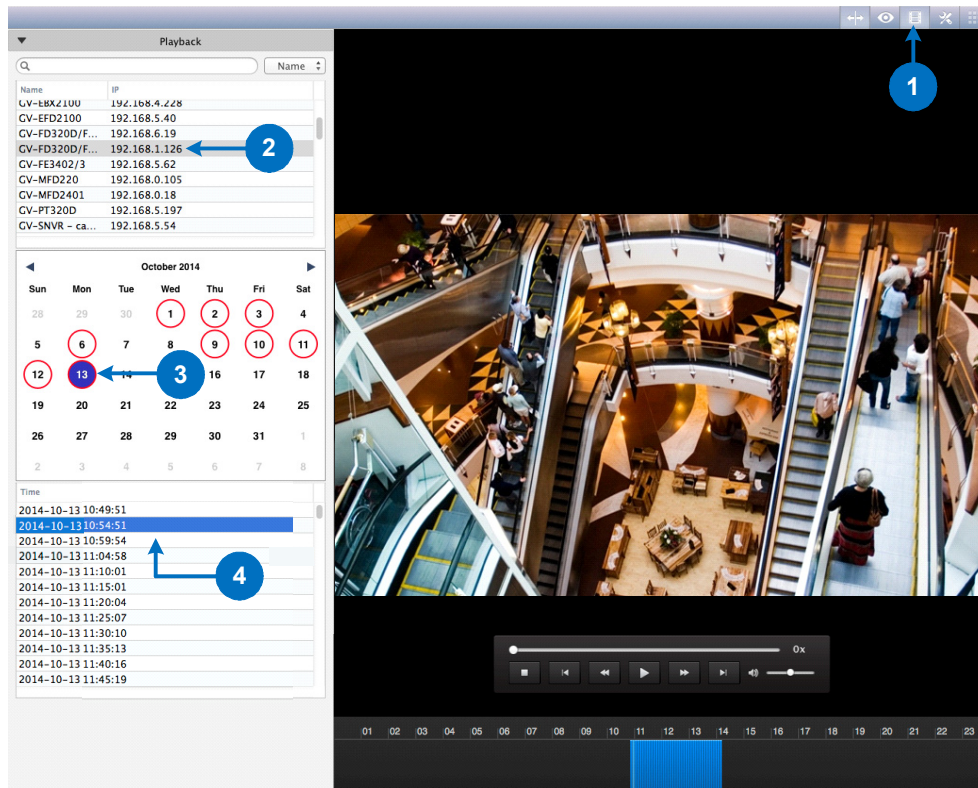 Playback
1
Name
Name IP
GV-EBX2100 192.168.4.228
GV-EFD2100 192.168.5.40
GV-FD320D/F... 192.168.6.19
GV-FD320D/F... 192.168.1.126
2
GV-FE3402/3 192.168.5.62
GV-MFD220 192.168.0.105
GV-MFD2401 192.168.0.18
GV-PT320D 192.168.5.197
GV-SNVR - ca... 192.168.5.54
October 2014
Sun Mon Tue Wed Thu Fri Sat
28 29 30 1 2 3 4
5 6 7 8 9 10 11
12 13 14 3 16 17 18
19 20 21 22 23 24 25
26 27 28 29 30 31 1
2 3 4 5 6 7 8
Time
2014-10-13 10:49:51
2014-10-13 10:54:51
2014-10-13 10:59:54
2014-10-13 11:04:58
2014-10-13 11:10:01
4
2014-10-13 11:15:01
2014-10-13 11:20:04
2014-10-13 11:25:07
2014-10-13 11:30:10
2014-10-13 11:35:13
2014-10-13 11:40:16
2014-10-13 11:45:19
0x
01 02 03 04 05 06 07 08 09 10 11 12 13 14 15 16 17 18 19 20 21 22 23